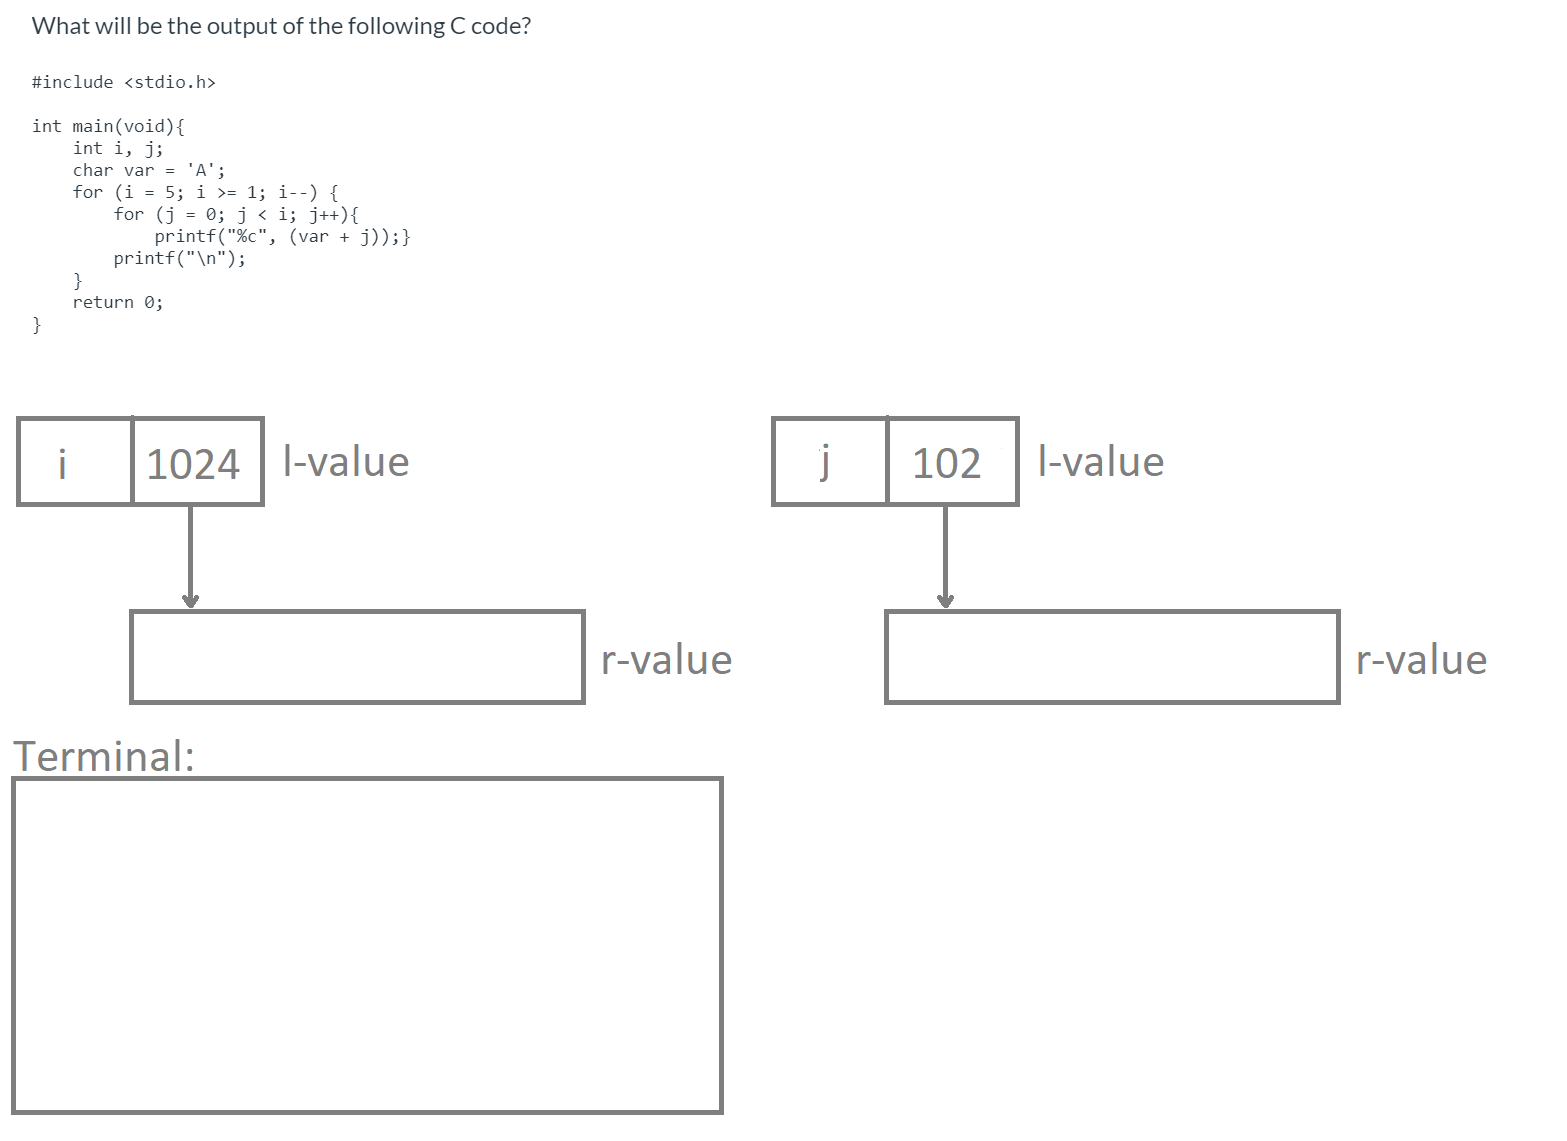 What will be the output of the following C code?
#include <stdio.h>
int main(void){
    int i, j;
    char var = 'A';
    for (i = 5; i >= 1; i--) {
        for (j = 0; j < i; j++){
            printf("%c", (var + j));}
        printf("\n");
    }
    return 0;
}
i 1024 l-value
j 102 l-value
r-value
r-value
Terminal: